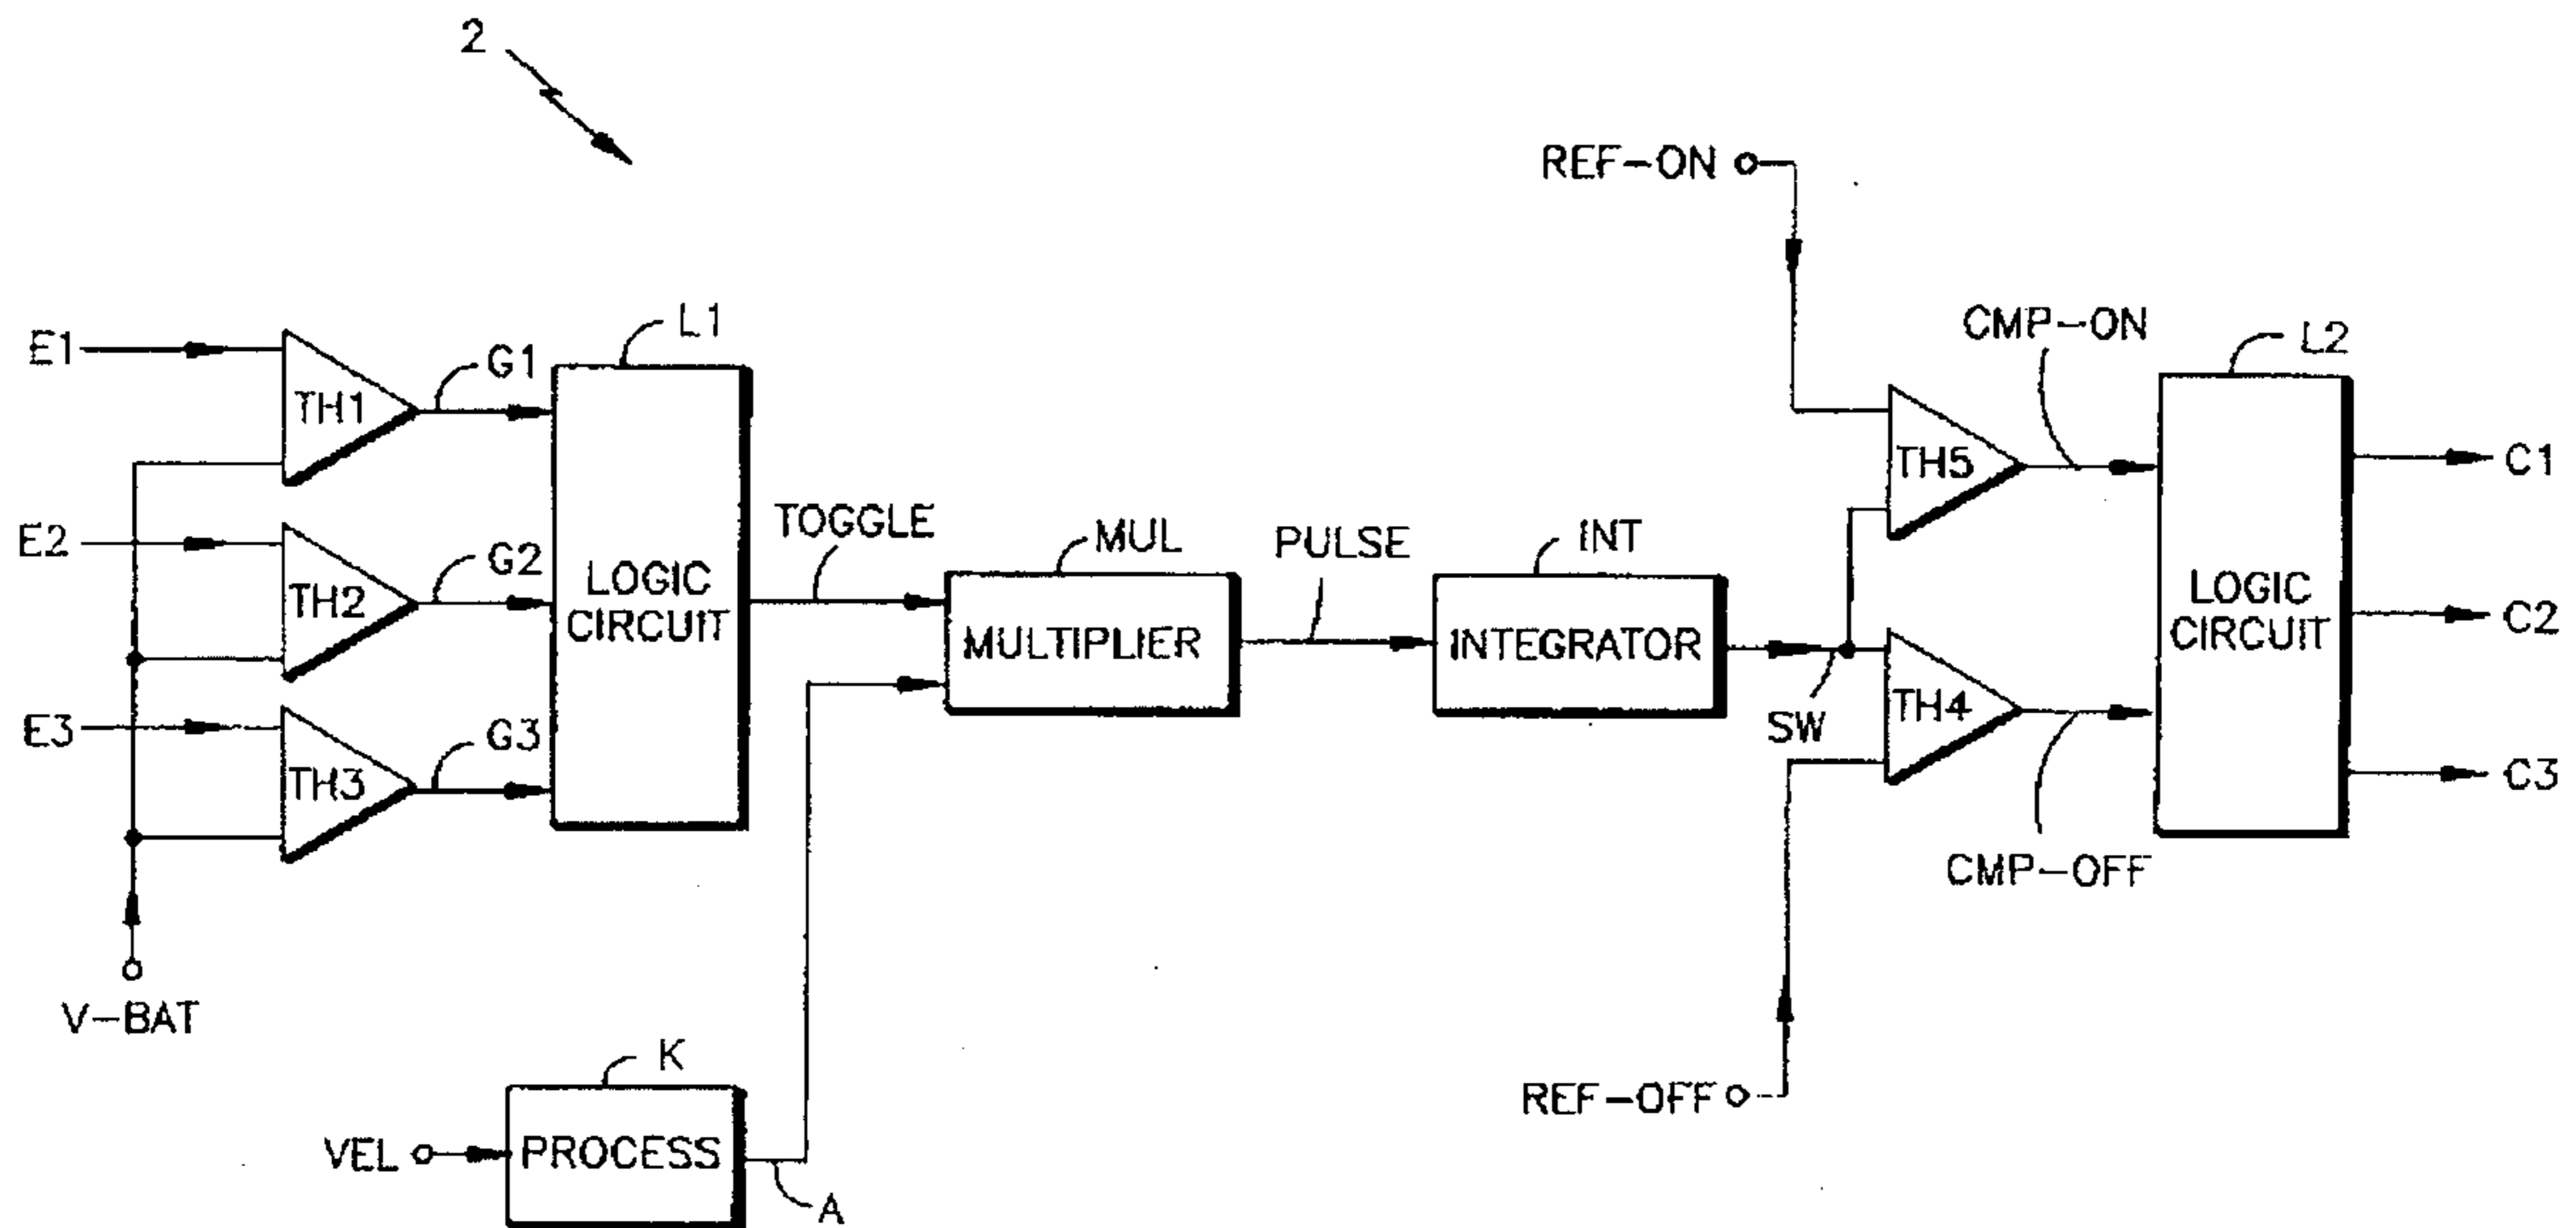 2
REF-ON
E1
TH1
G1
L1
CMP-ON
L2
TH5
C1
E2
TH2
G2
LOGIC
CIRCUIT
TOGGLE
MUL
MULTIPLIER
PULSE
INT
INTEGRATOR
SW
TH4
LOGIC
CIRCUIT
C2
E3
TH3
G3
C3
CMP-OFF
V-BAT
K
VEL
PROCESS
A
REF-OFF